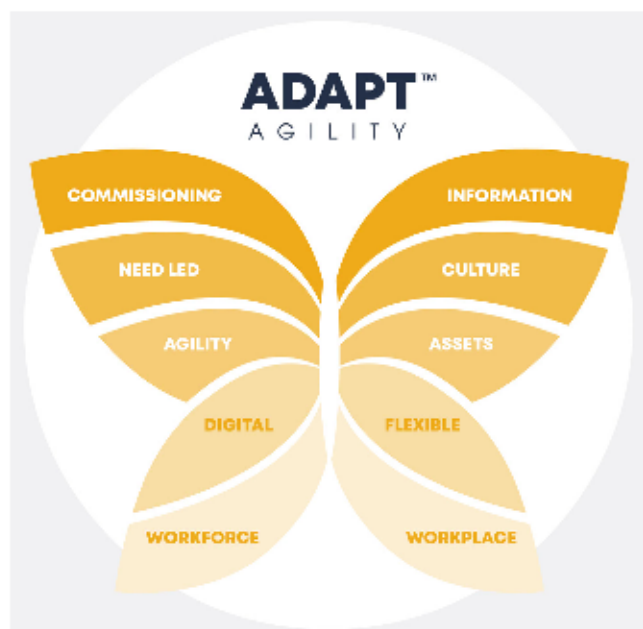 ADAPT™
AGILITY
COMMISSIONING
INFORMATION
NEED LED
CULTURE
AGILITY
ASSETS
DIGITAL
FLEXIBLE
WORKFORCE
WORKPLACE